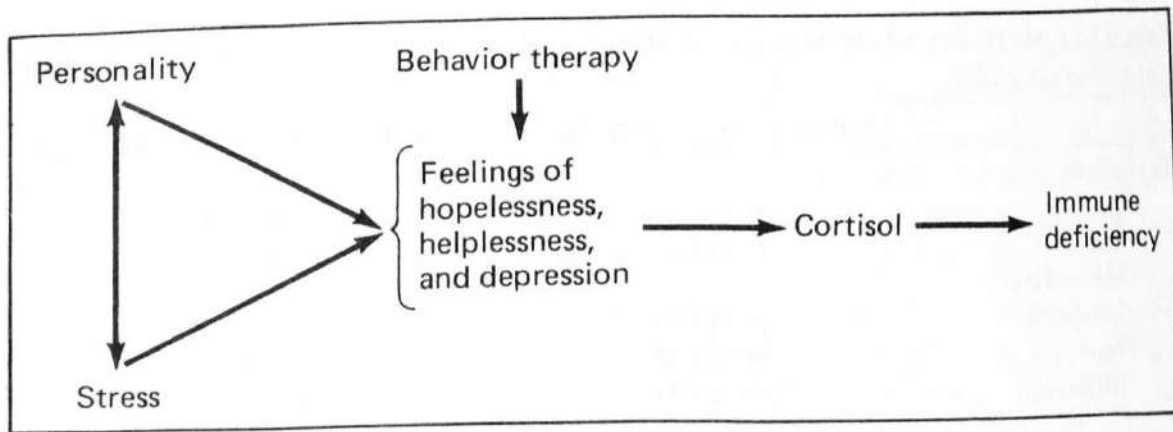 Personality
Behavior therapy
Feelings of
hopelessness,
helplessness,
and depression
Cortisol
Immune
deficiency
Stress